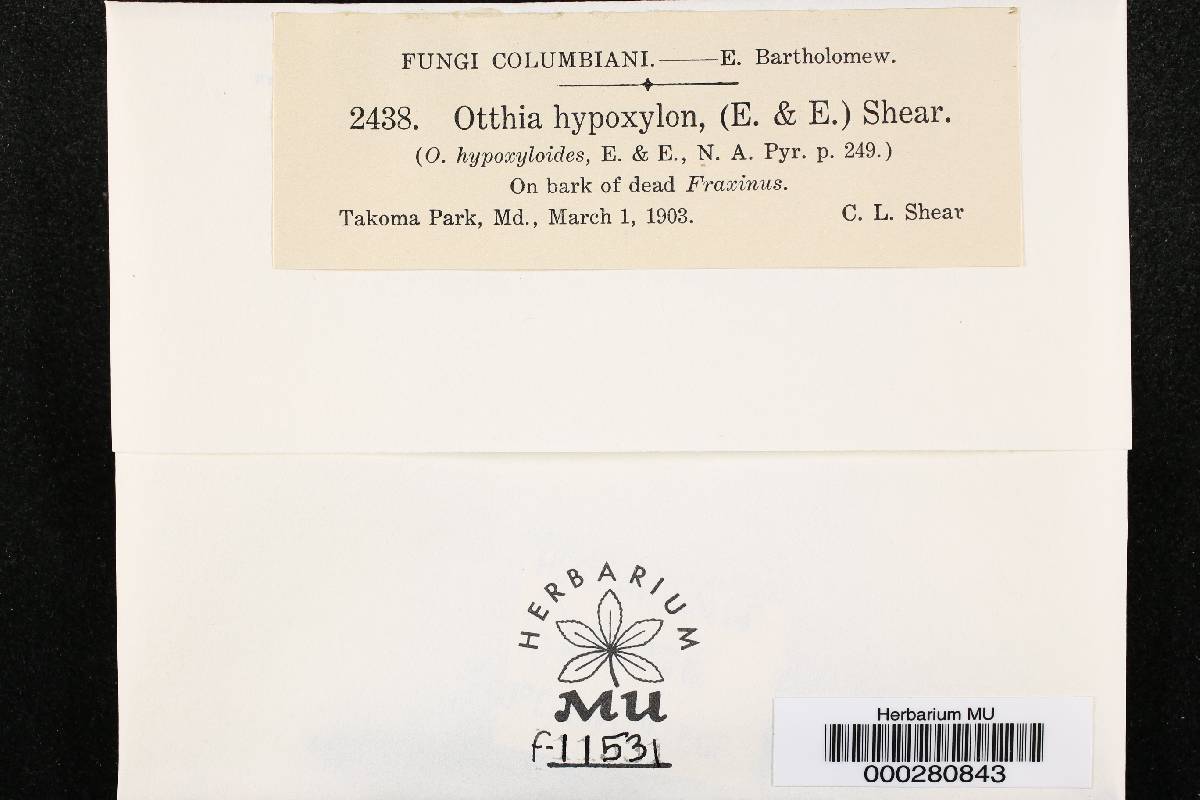 FUNGI COLUMBIANI.——E. Bartholomew.
2438. Otthia hypoxylon, (E. & E.) Shear.
(O. hypoxyloides, E. & E., N. A. Pyr. p. 249.)
On bark of dead Fraxinus.
Takoma Park, Md., March 1, 1903. C. L. Shear
HERBARIUM
MU
f-11531
Herbarium MU
000280843